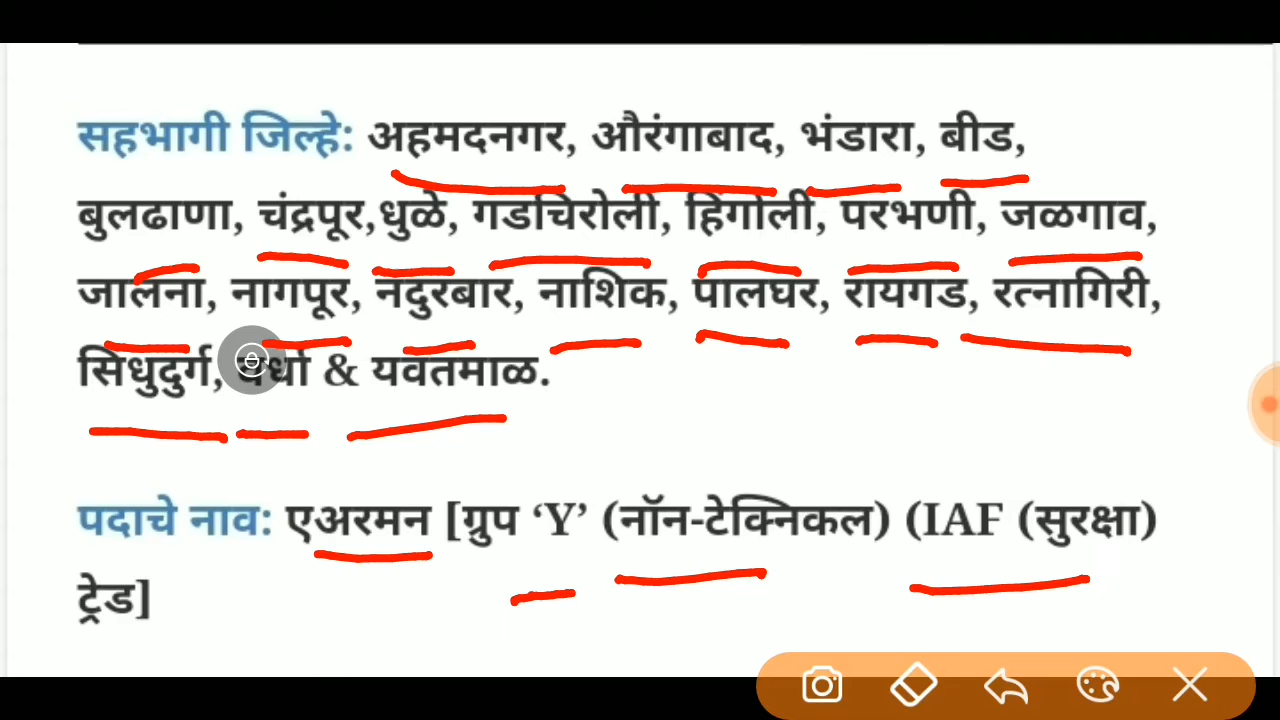 सहभागी जिल्हे: अहमदनगर, औरंगाबाद, भंडारा, बीड,
बुलढाणा, चंद्रपूर,धुळे, गडचिरोली, हिंगोली, परभणी, जळगाव,
जालना, नागपूर, नंदुरबार, नाशिक, पालघर, रायगड, रत्नागिरी,
सिंधुदुर्ग, वर्धा & यवतमाळ.
पदाचे नाव: एअरमन [ग्रुप ‘Y’ (नॉन-टेक्निकल) (IAF (सुरक्षा)
ट्रेड]